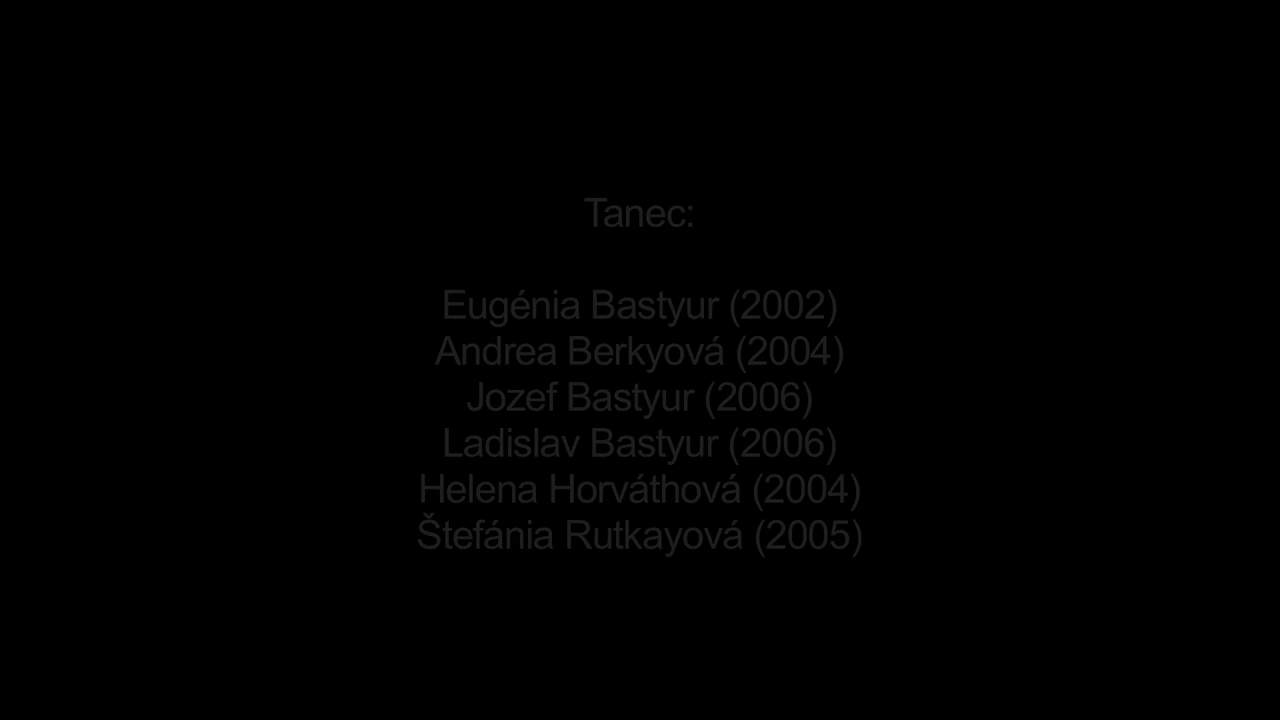 Tanec:
Eugénia Bastyur (2002)
Andrea Berkyová (2004)
Jozef Bastyur (2006)
Ladislav Bastyur (2006)
Helena Horváthová (2004)
Štefánia Rutkayová (2005)